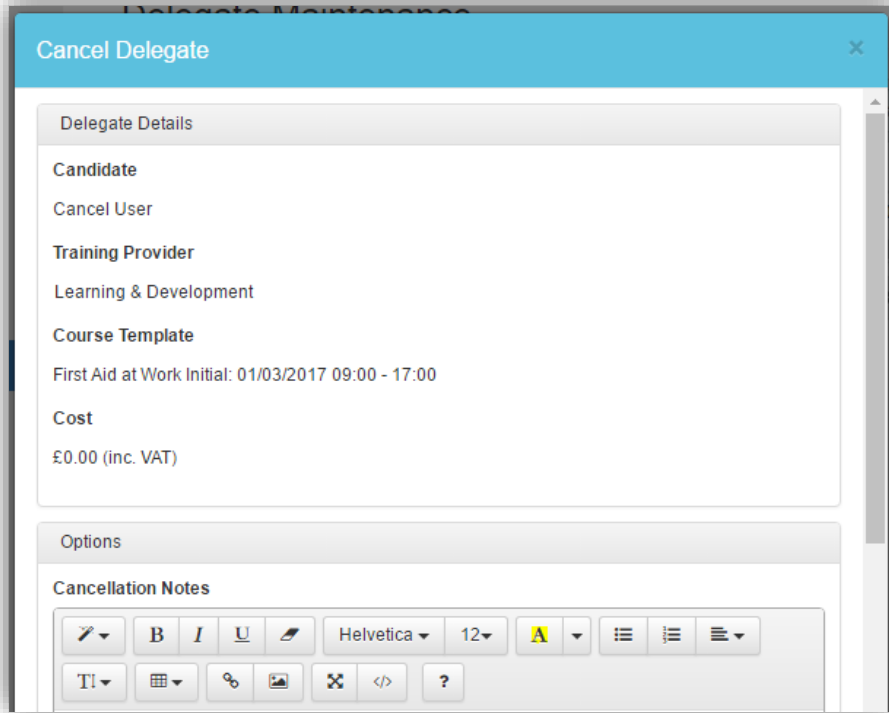 Delegate Maintenance
Cancel Delegate ×
Delegate Details
Candidate
Cancel User
Training Provider
Learning & Development
Course Template
First Aid at Work Initial: 01/03/2017 09:00 - 17:00
Cost
£0.00 (inc. VAT)
Options
Cancellation Notes
B I U Helvetica 12 A
TI </> ?